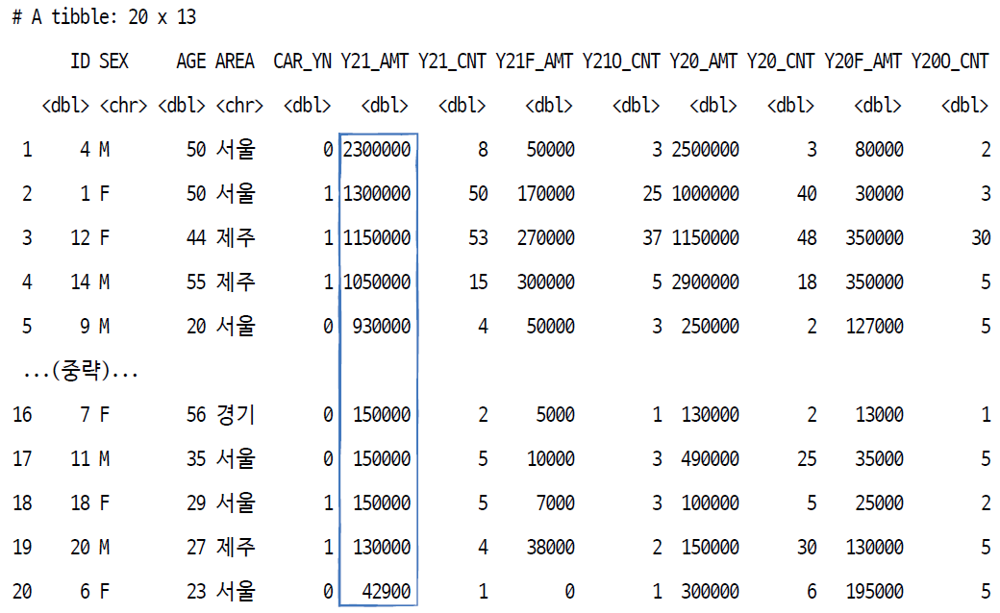 # A tibble: 20 x 13
ID SEX AGE AREA CAR_YN Y21_AMT Y21_CNT Y21F_AMT Y21O_CNT Y20_AMT Y20_CNT Y20F_AMT Y20O_CNT
<dbl> <chr> <dbl> <chr> <dbl> <dbl> <dbl> <dbl> <dbl> <dbl> <dbl> <dbl> <dbl>
1 4 M 50 서울 0 2300000 8 50000 3 2500000 3 80000 2
2 1 F 50 서울 1 1300000 50 170000 25 1000000 40 30000 3
3 12 F 44 제주 1 1150000 53 270000 37 1150000 48 350000 30
4 14 M 55 제주 1 1050000 15 300000 5 2900000 18 350000 5
5 9 M 20 서울 0 930000 4 50000 3 250000 2 127000 5
...(중략)...
16 7 F 56 경기 0 150000 2 5000 1 130000 2 13000 1
17 11 M 35 서울 0 150000 5 10000 3 490000 25 35000 5
18 18 F 29 서울 1 150000 5 7000 3 100000 5 25000 2
19 20 M 27 제주 1 130000 4 38000 2 150000 30 130000 5
20 6 F 23 서울 0 42900 1 0 1 300000 6 195000 5